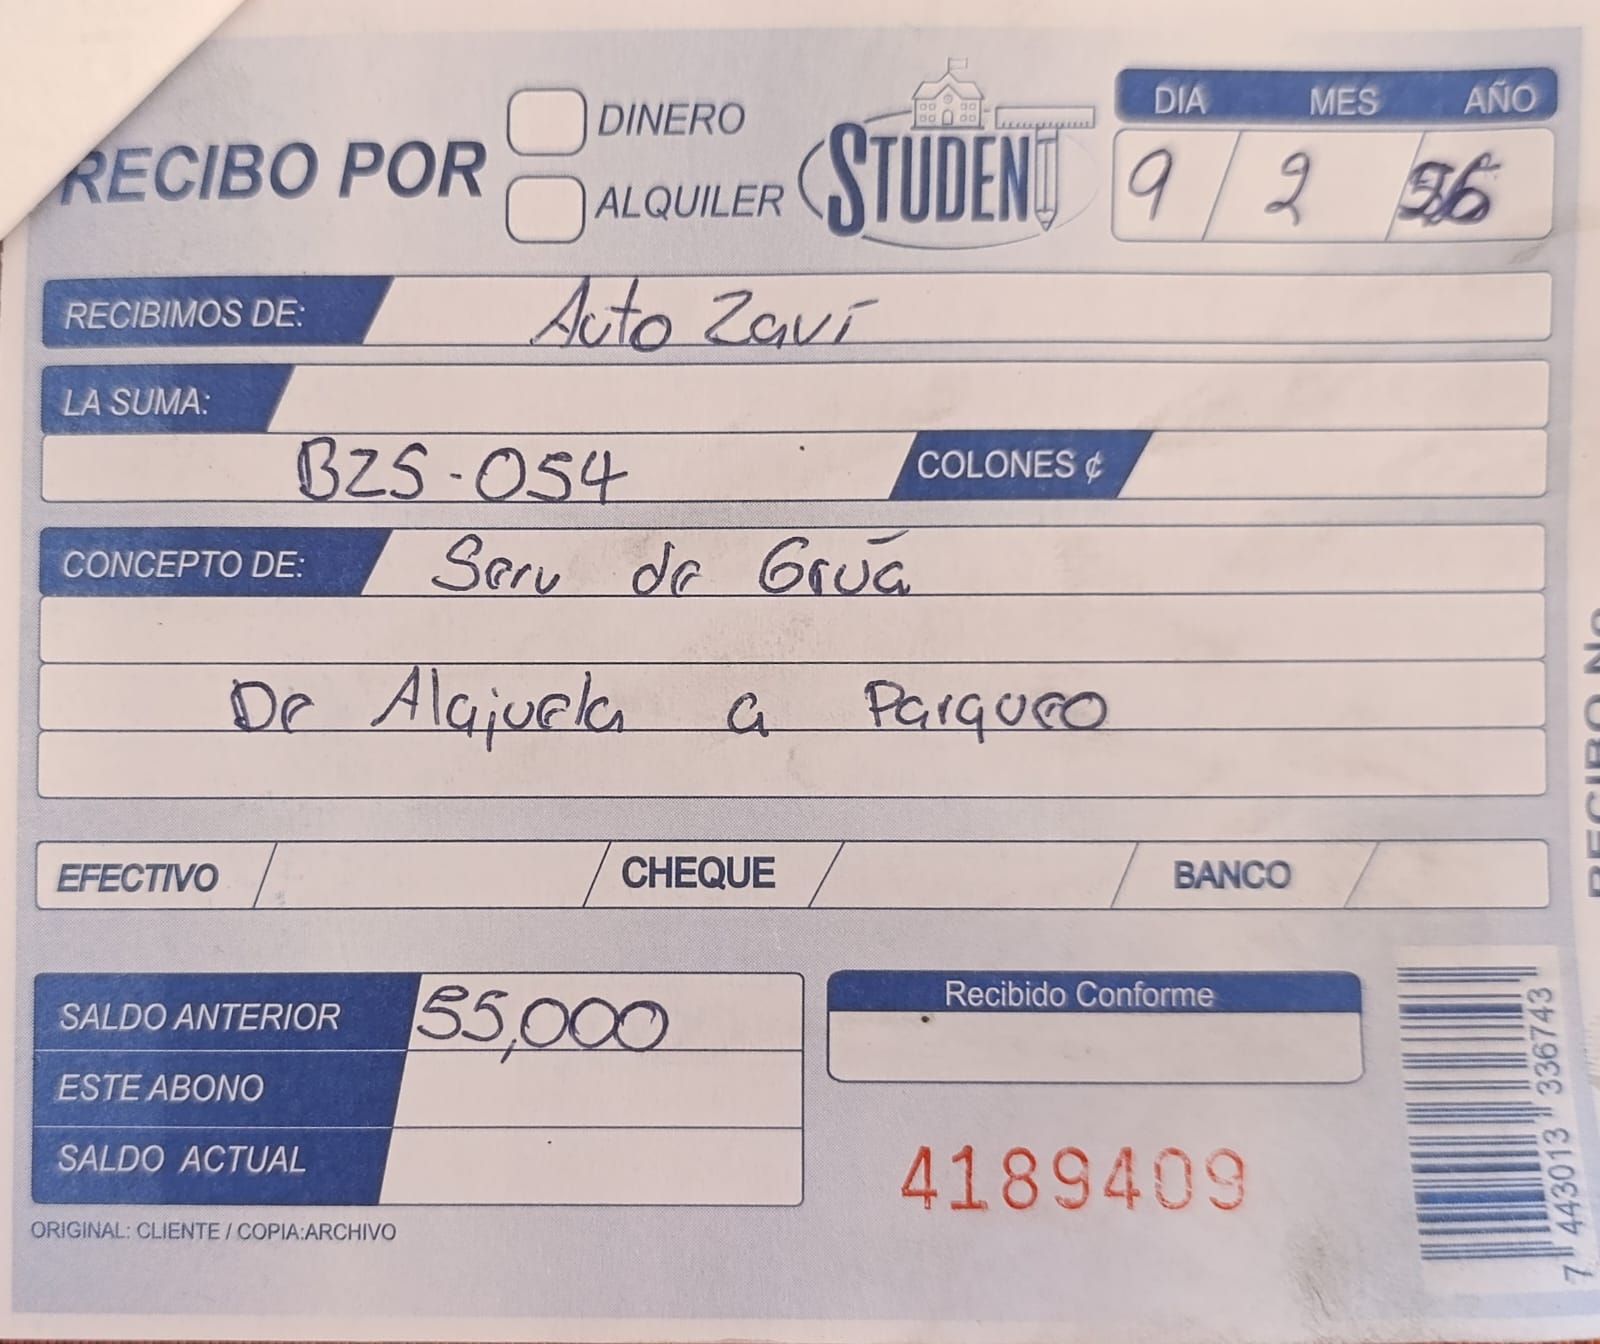 RECIBO POR
DINERO
ALQUILER
STUDENT
DIA MES AÑO
9 / 2 / 26
RECIBIMOS DE: Auto Zavi
LA SUMA:
BZS-054 COLONES ¢
CONCEPTO DE: Serv de Grúa
De Alajuela a Parqueo
EFECTIVO / CHEQUE / BANCO /
SALDO ANTERIOR 55,000
ESTE ABONO
SALDO ACTUAL
Recibido Conforme
4189409
ORIGINAL: CLIENTE / COPIA:ARCHIVO
7 443013 336743
RECIBO No